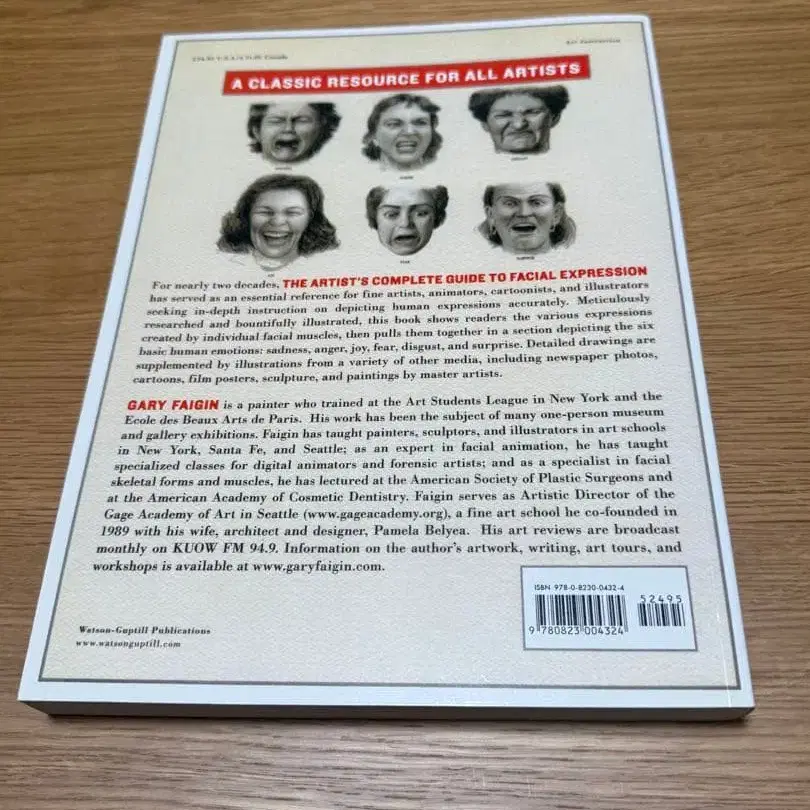 Art Instruction
A CLASSIC RESOURCE FOR ALL ARTISTS
ANGER
DISGUST
JOY
FEAR
SURPRISE
For nearly two decades, THE ARTIST'S COMPLETE GUIDE TO FACIAL EXPRESSION
has served as an essential reference for fine artists, animators, cartoonists, and illustrators
seeking in-depth instruction on depicting human expressions accurately. Meticulously
researched and bountifully illustrated, this book shows readers the various expressions
created by individual facial muscles, then pulls them together in a section depicting the six
basic human emotions: sadness, anger, joy, fear, disgust, and surprise. Detailed drawings are
supplemented by illustrations from a variety of other media, including newspaper photos,
cartoons, film posters, sculpture, and paintings by master artists.
GARY FAIGIN is a painter who trained at the Art Students League in New York and the
Ecole des Beaux Arts de Paris. His work has been the subject of many one-person museum
and gallery exhibitions. Faigin has taught painters, sculptors, and illustrators in art schools
in New York, Santa Fe, and Seattle; as an expert in facial animation, he has taught
specialized classes for digital animators and forensic artists; and as a specialist in facial
skeletal forms and muscles, he has lectured at the American Society of Plastic Surgeons and
at the American Academy of Cosmetic Dentistry. Faigin serves as Artistic Director of the
Gage Academy of Art in Seattle (www.gageacademy.org), a fine art school he co-founded in
1989 with his wife, architect and designer, Pamela Belyea. His art reviews are broadcast
monthly on KUOW FM 94.9. Information on the author's artwork, writing, art tours, and
workshops is available at www.garyfaigin.com.
ISBN 978-0-8230-0432-4
52495
9 780823 004324
Watson-Guptill Publications
www.watsonguptill.com